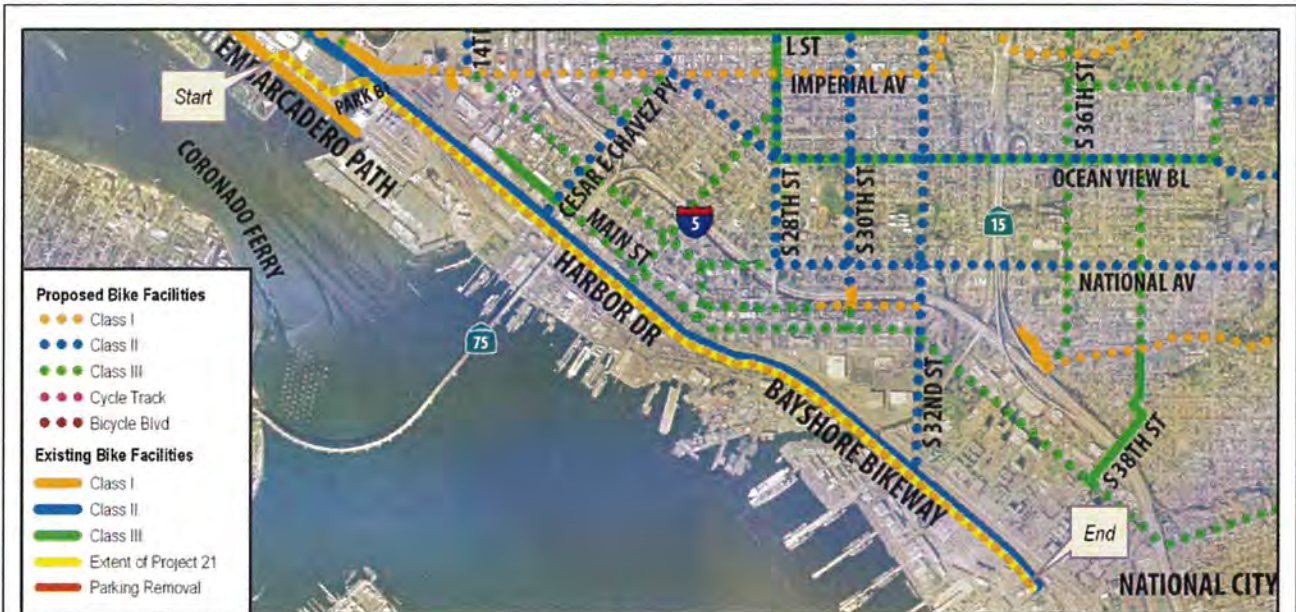 Start
EMBARCADERO PATH
PARK B
14TH
L ST
IMPERIAL AV
CESAR E CHAVEZ PY
S 36TH ST
CORONADO FERRY
MAIN ST
5
S 28TH ST
S 30TH ST
15
OCEAN VIEW BL
NATIONAL AV
HARBOR DR
75
S 32ND ST
BAYSHORE BIKEWAY
S 38TH ST
End
NATIONAL CITY
Proposed Bike Facilities
Class I
Class II
Class III
Cycle Track
Bicycle Blvd
Existing Bike Facilities
Class I
Class II
Class III
Extent of Project 21
Parking Removal